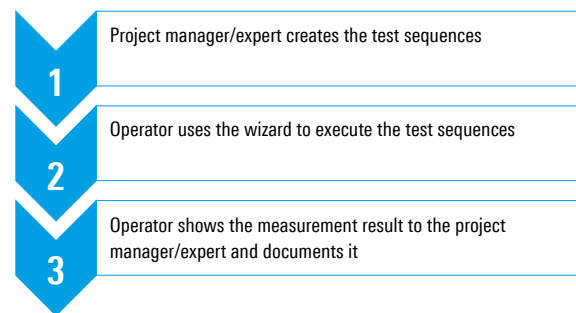 Project manager/expert creates the test sequences
1
Operator uses the wizard to execute the test sequences
2
Operator shows the measurement result to the project
manager/expert and documents it
3